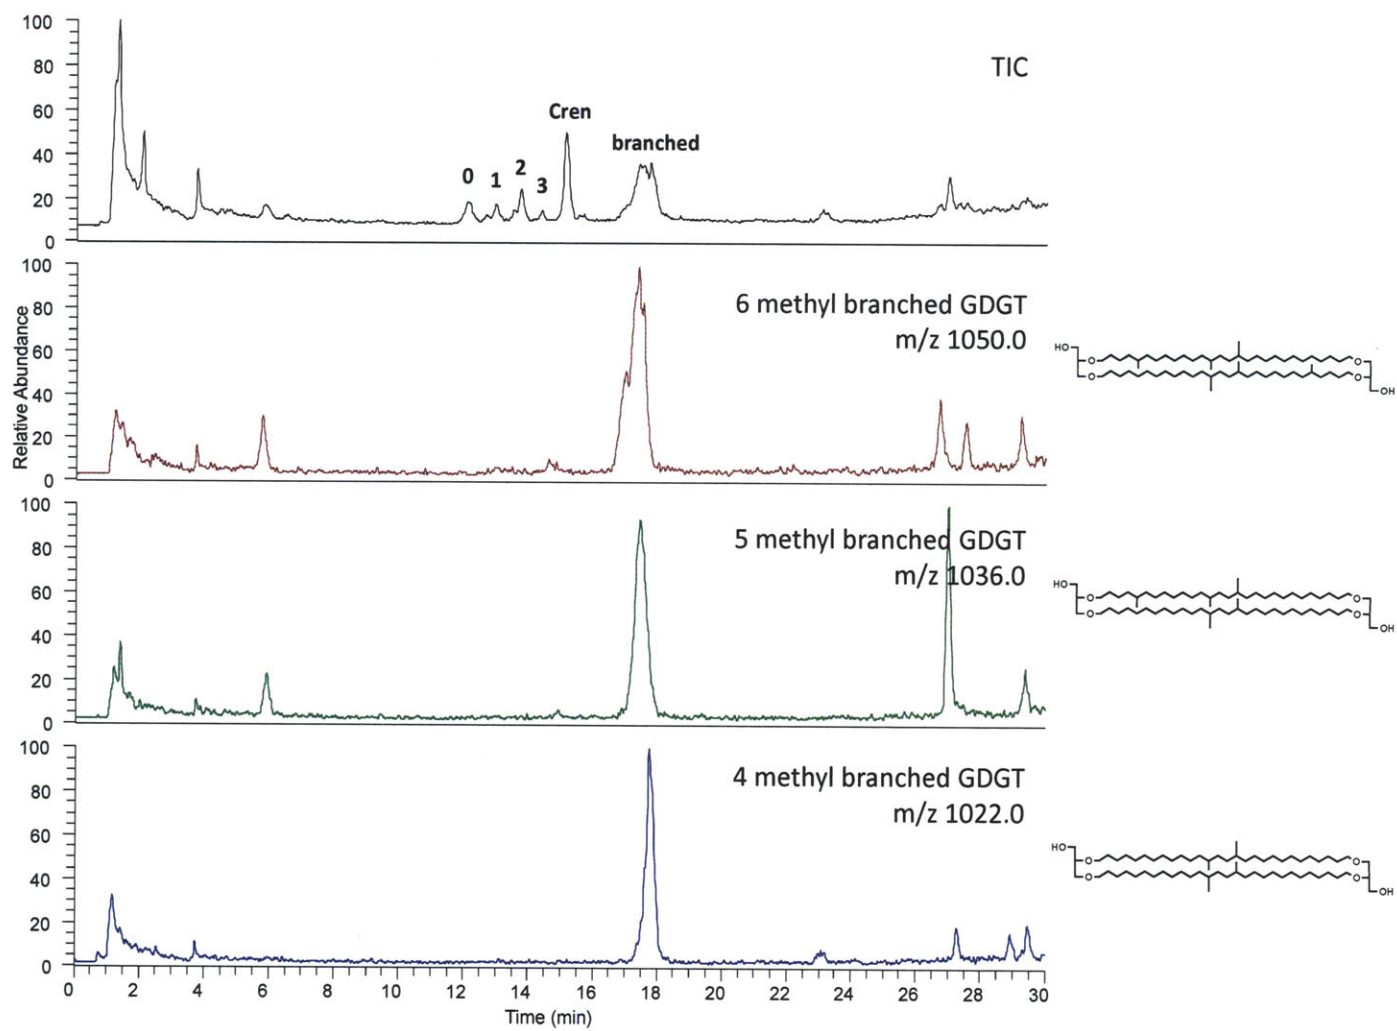 100
80
60
40
20
0
TIC
0
1
2
3
Cren
branched
Relative Abundance
100
80
60
40
20
0
6 methyl branched GDGT
m/z 1050.0
HO
O
O
O
O
OH
100
80
60
40
20
0
5 methyl branched GDGT
m/z 1036.0
HO
O
O
O
O
OH
100
80
60
40
20
0
4 methyl branched GDGT
m/z 1022.0
HO
O
O
O
O
OH
0 2 4 6 8 10 12 14 16 18 20 22 24 26 28 30
Time (min)